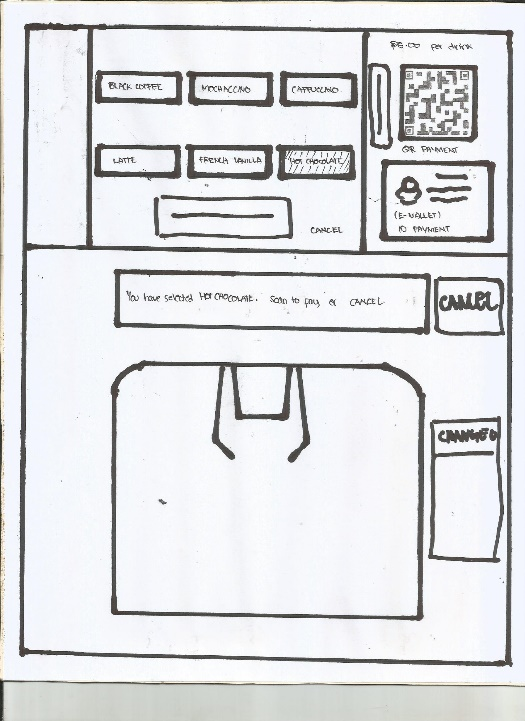 $5.00 per drink
BLACK COFFEE
MOCHACCINO
CAPPUCCINO
QR PAYMENT
LATTE
FRENCH VANILLA
HOT CHOCOLATE
(E-WALLET)
ID PAYMENT
CANCEL
You have selected HOT CHOCOLATE. Scan to pay or CANCEL
CANCEL